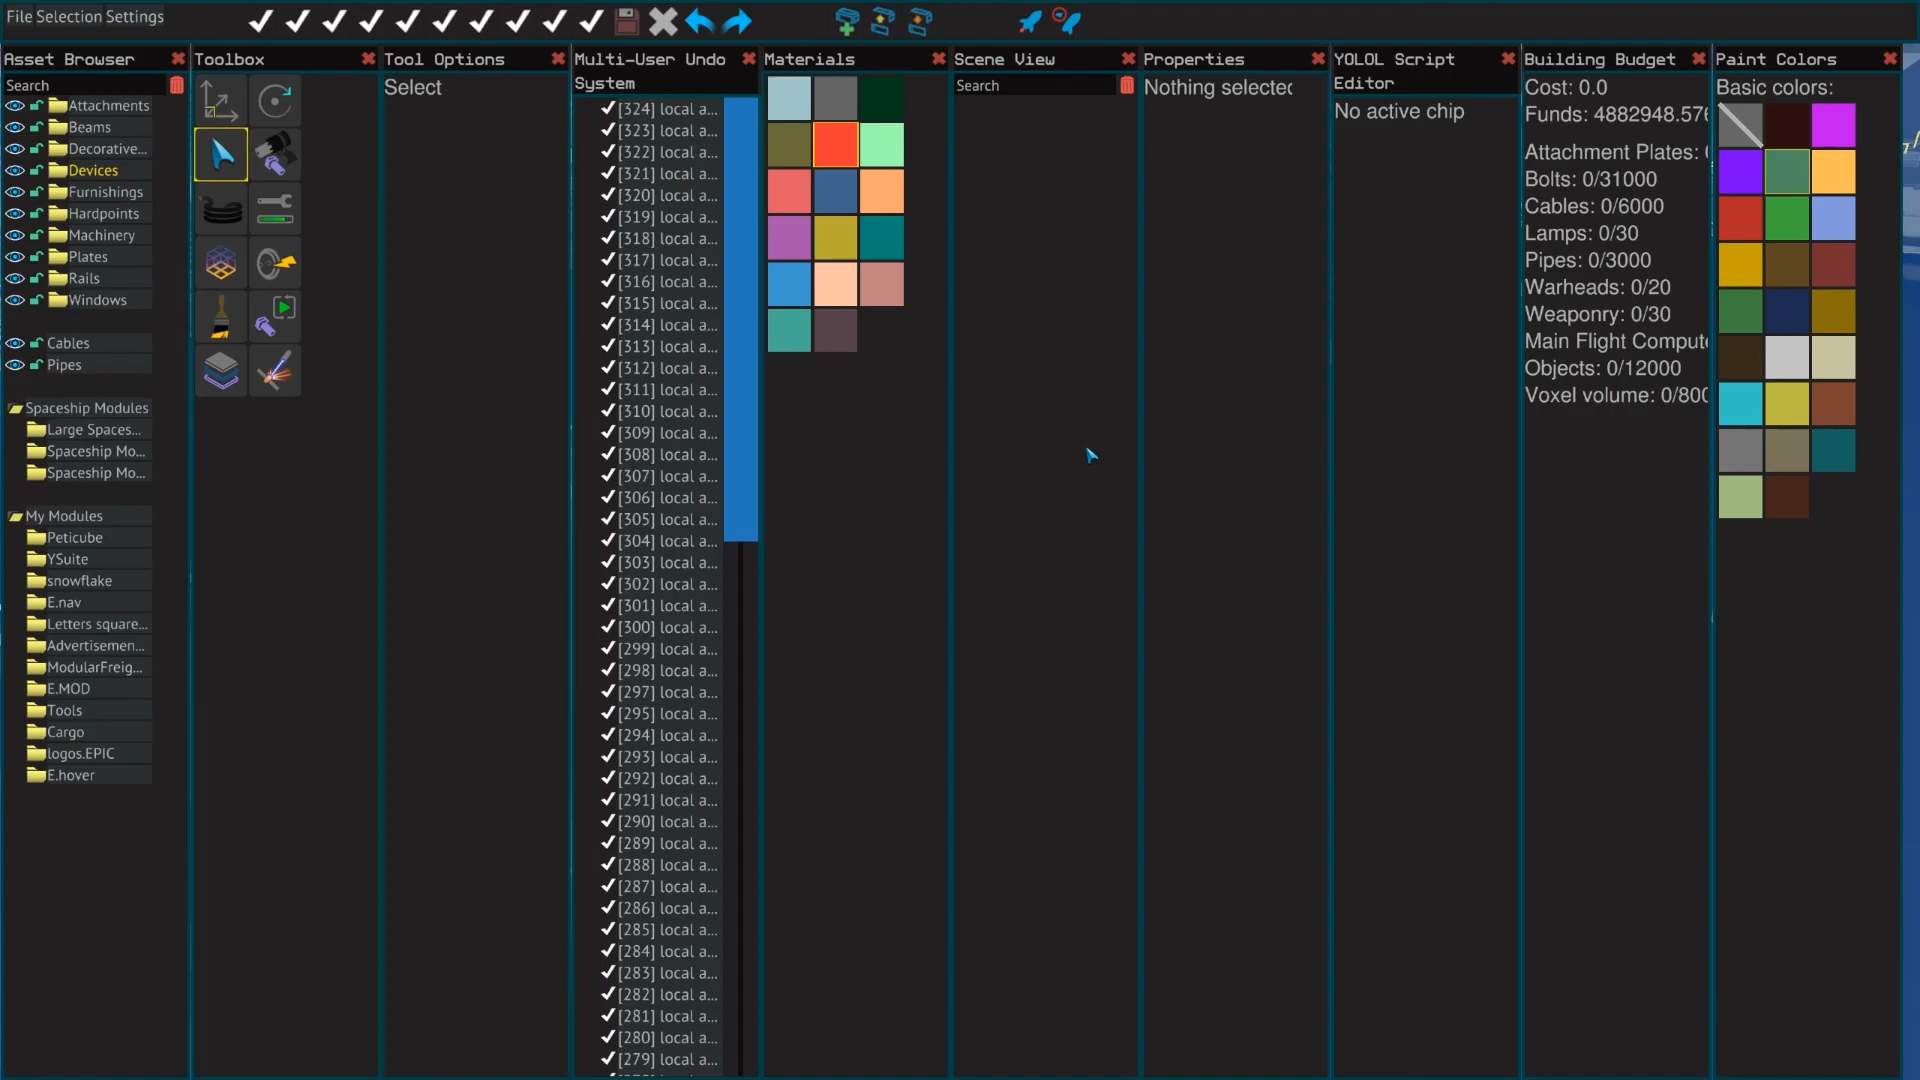 File Selection Settings
Asset Browser
Search
Attachments
Beams
Decorative...
Devices
Furnishings
Hardpoints
Machinery
Plates
Rails
Windows
Cables
Pipes
Spaceship Modules
Large Spaces...
Spaceship Mo...
Spaceship Mo...
My Modules
Peticube
YSuite
snowflake
E.nav
Letters square...
Advertisemen...
ModularFreig...
E.MOD
Tools
Cargo
logos.EPIC
E.hover
Toolbox
Tool Options
Select
Multi-User Undo
System
[324] local a...
[323] local a...
[322] local a...
[321] local a...
[320] local a...
[319] local a...
[318] local a...
[317] local a...
[316] local a...
[315] local a...
[314] local a...
[313] local a...
[312] local a...
[311] local a...
[310] local a...
[309] local a...
[308] local a...
[307] local a...
[306] local a...
[305] local a...
[304] local a...
[303] local a...
[302] local a...
[301] local a...
[300] local a...
[299] local a...
[298] local a...
[297] local a...
[295] local a...
[294] local a...
[293] local a...
[292] local a...
[291] local a...
[290] local a...
[289] local a...
[288] local a...
[287] local a...
[286] local a...
[285] local a...
[284] local a...
[283] local a...
[282] local a...
[281] local a...
[280] local a...
[279] local a...
Materials
Scene View
Search
Properties
Nothing selected
YOLOL Script
Editor
No active chip
Building Budget
Cost: 0.0
Funds: 4882948.576
Attachment Plates:
Bolts: 0/31000
Cables: 0/6000
Lamps: 0/30
Pipes: 0/3000
Warheads: 0/20
Weaponry: 0/30
Main Flight Comput
Objects: 0/12000
Voxel volume: 0/800
Paint Colors
Basic colors: